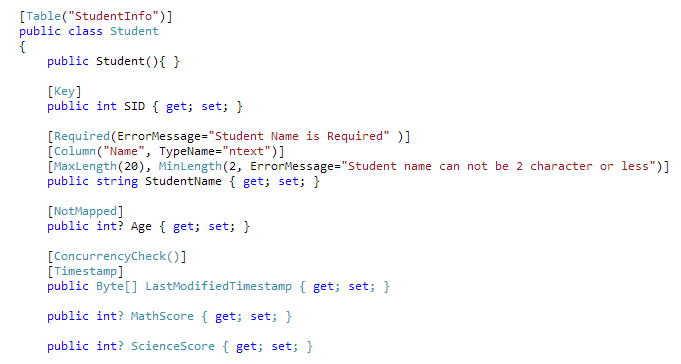 [Table("StudentInfo")]
public class Student
{
public Student(){ }
[Key]
public int SID { get; set; }
[Required(ErrorMessage="Student Name is Required" )]
[Column("Name", TypeName="ntext")]
[MaxLength(20), MinLength(2, ErrorMessage="Student name can not be 2 character or less")]
public string StudentName { get; set; }
[NotMapped]
public int? Age { get; set; }
[ConcurrencyCheck()]
[Timestamp]
public Byte[] LastModifiedTimestamp { get; set; }
public int? MathScore { get; set; }
public int? ScienceScore { get; set; }